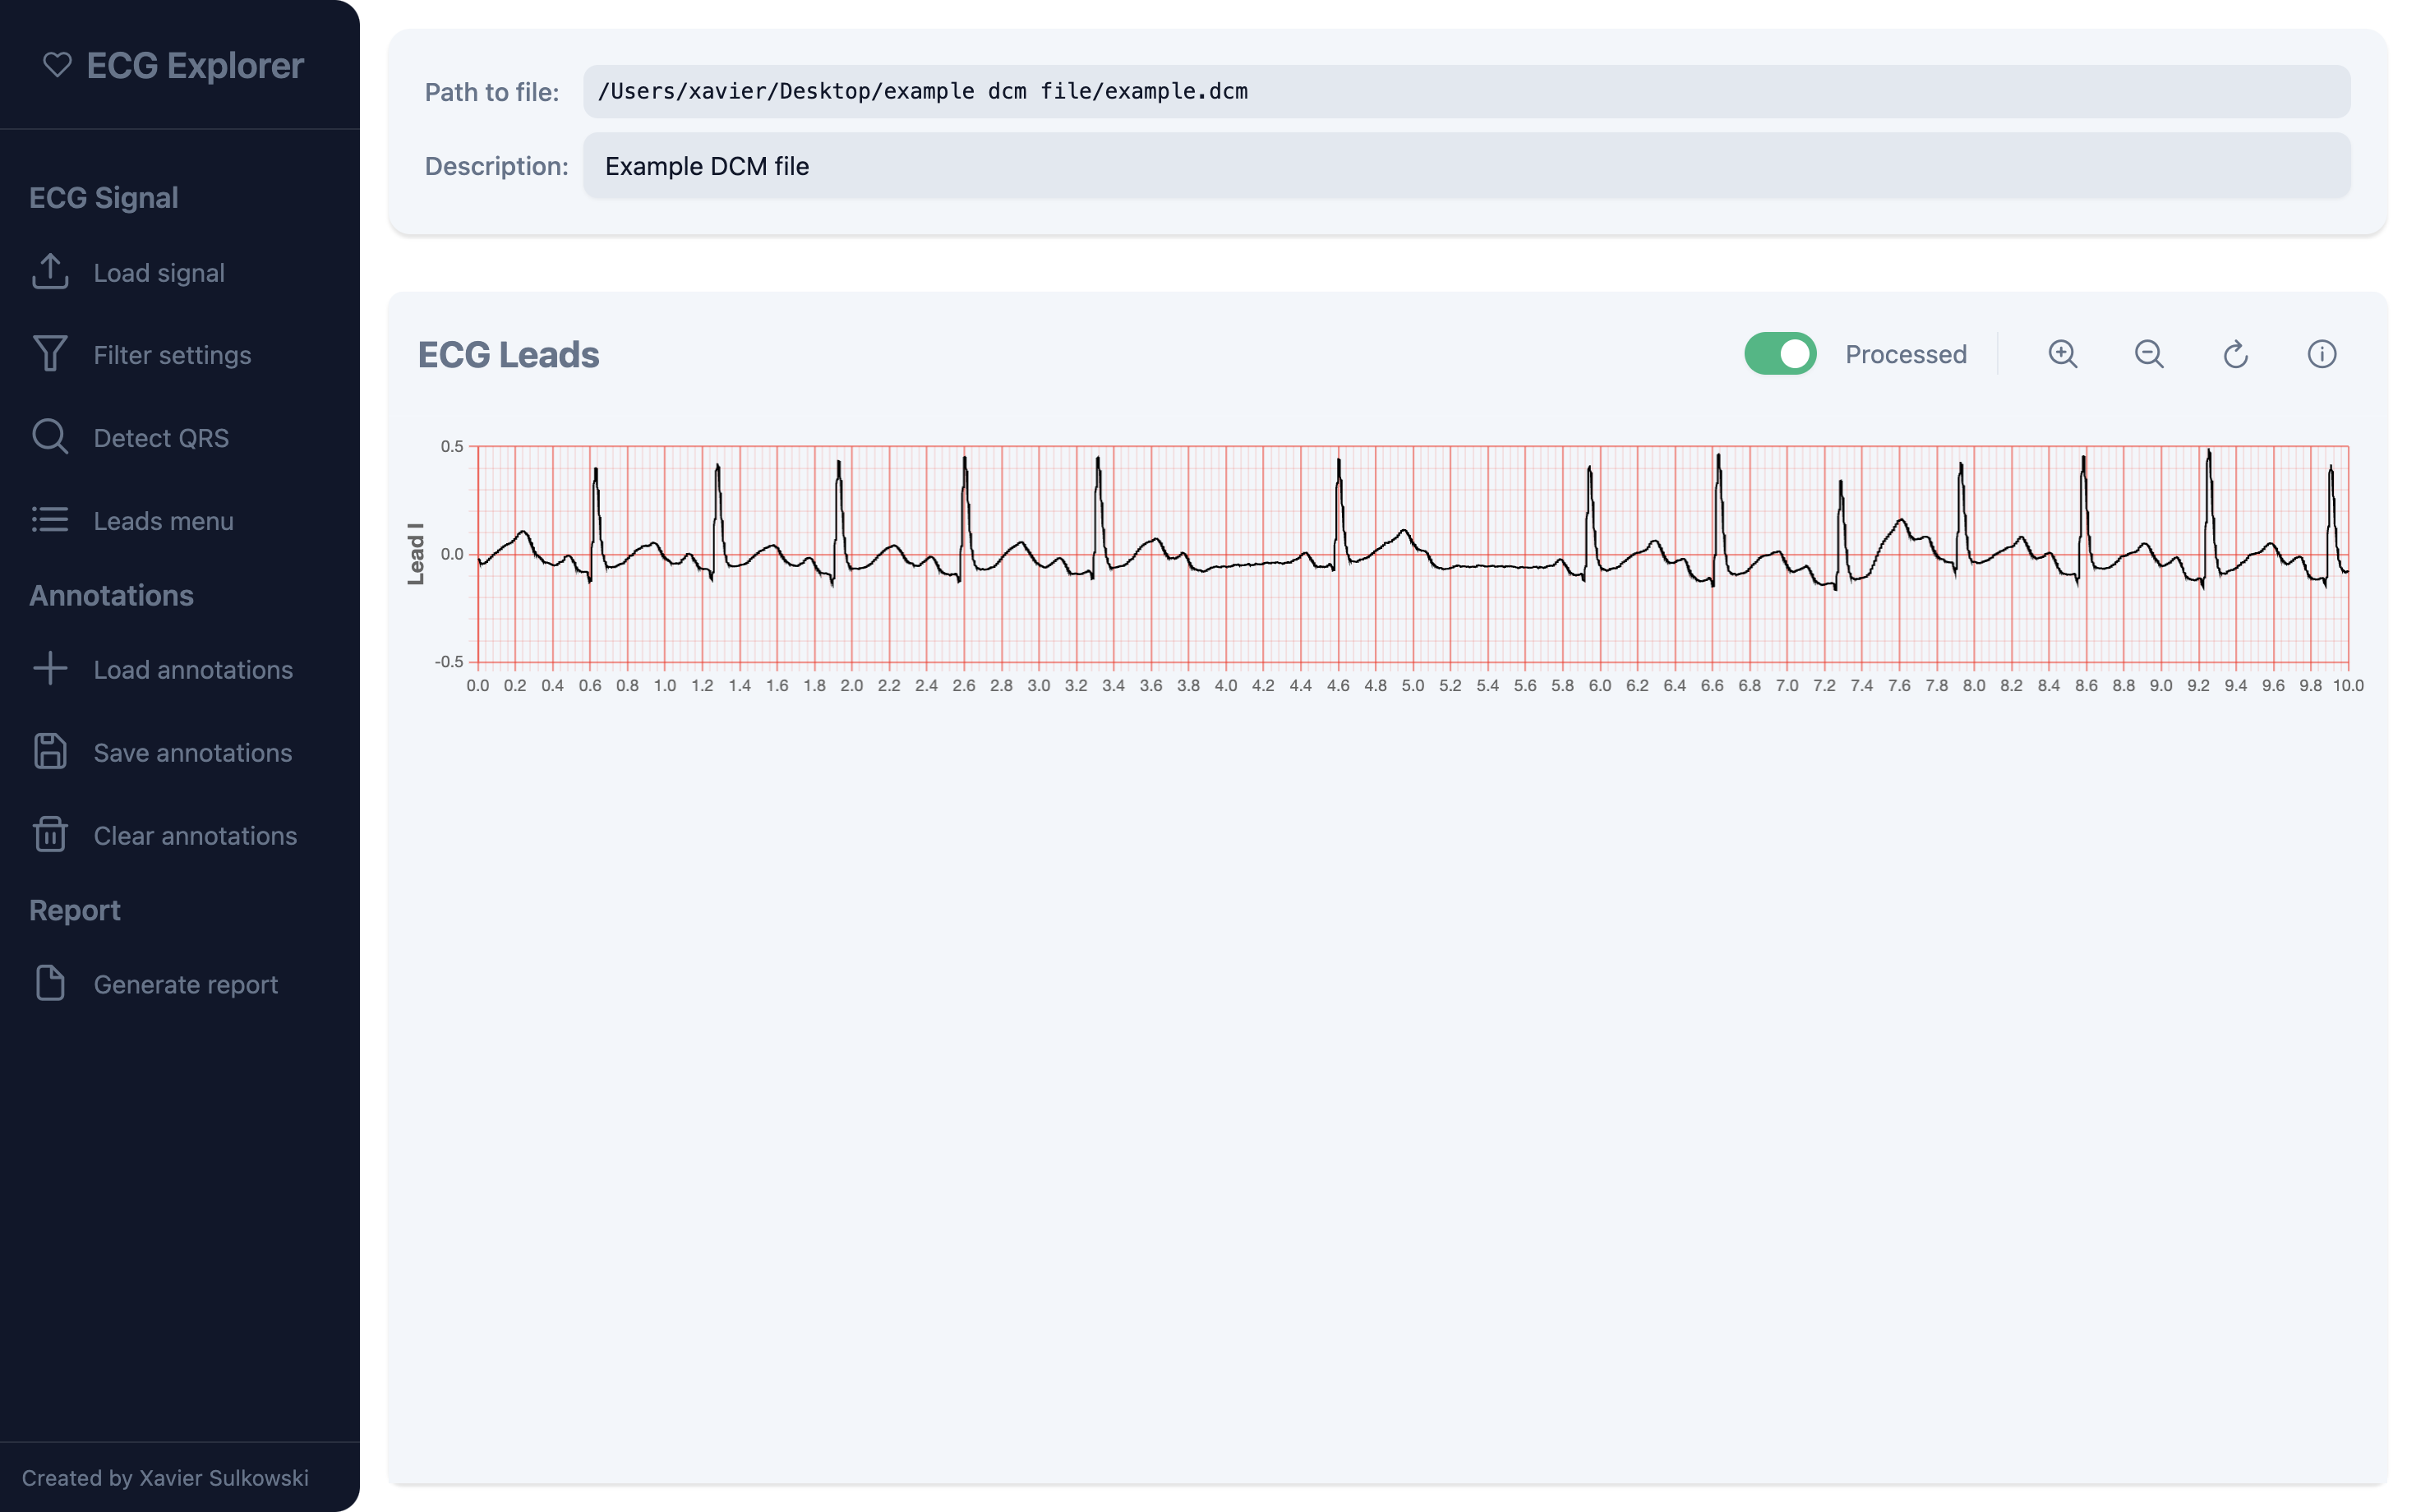 ECG Explorer
ECG Signal
Load signal
Filter settings
Detect QRS
Leads menu
Annotations
Load annotations
Save annotations
Clear annotations
Report
Generate report
Created by Xavier Sulkowski
Path to file: /Users/xavier/Desktop/example dcm file/example.dcm
Description: Example DCM file
ECG Leads
Processed
Lead I
0.5
0.0
-0.5
0.0 0.2 0.4 0.6 0.8 1.0 1.2 1.4 1.6 1.8 2.0 2.2 2.4 2.6 2.8 3.0 3.2 3.4 3.6 3.8 4.0 4.2 4.4 4.6 4.8 5.0 5.2 5.4 5.6 5.8 6.0 6.2 6.4 6.6 6.8 7.0 7.2 7.4 7.6 7.8 8.0 8.2 8.4 8.6 8.8 9.0 9.2 9.4 9.6 9.8 10.0